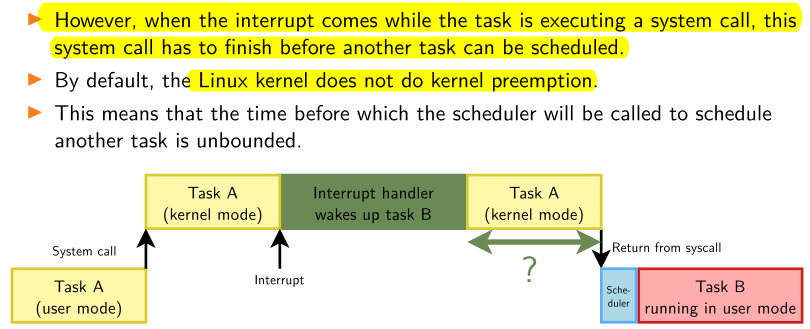 However, when the interrupt comes while the task is executing a system call, this
system call has to finish before another task can be scheduled.
By default, the Linux kernel does not do kernel preemption.
This means that the time before which the scheduler will be called to schedule
another task is unbounded.
Task A
(kernel mode)
Interrupt handler
wakes up task B
Task A
(kernel mode)
System call
Interrupt
?
Return from syscall
Task A
(user mode)
Sche-
duler
Task B
running in user mode